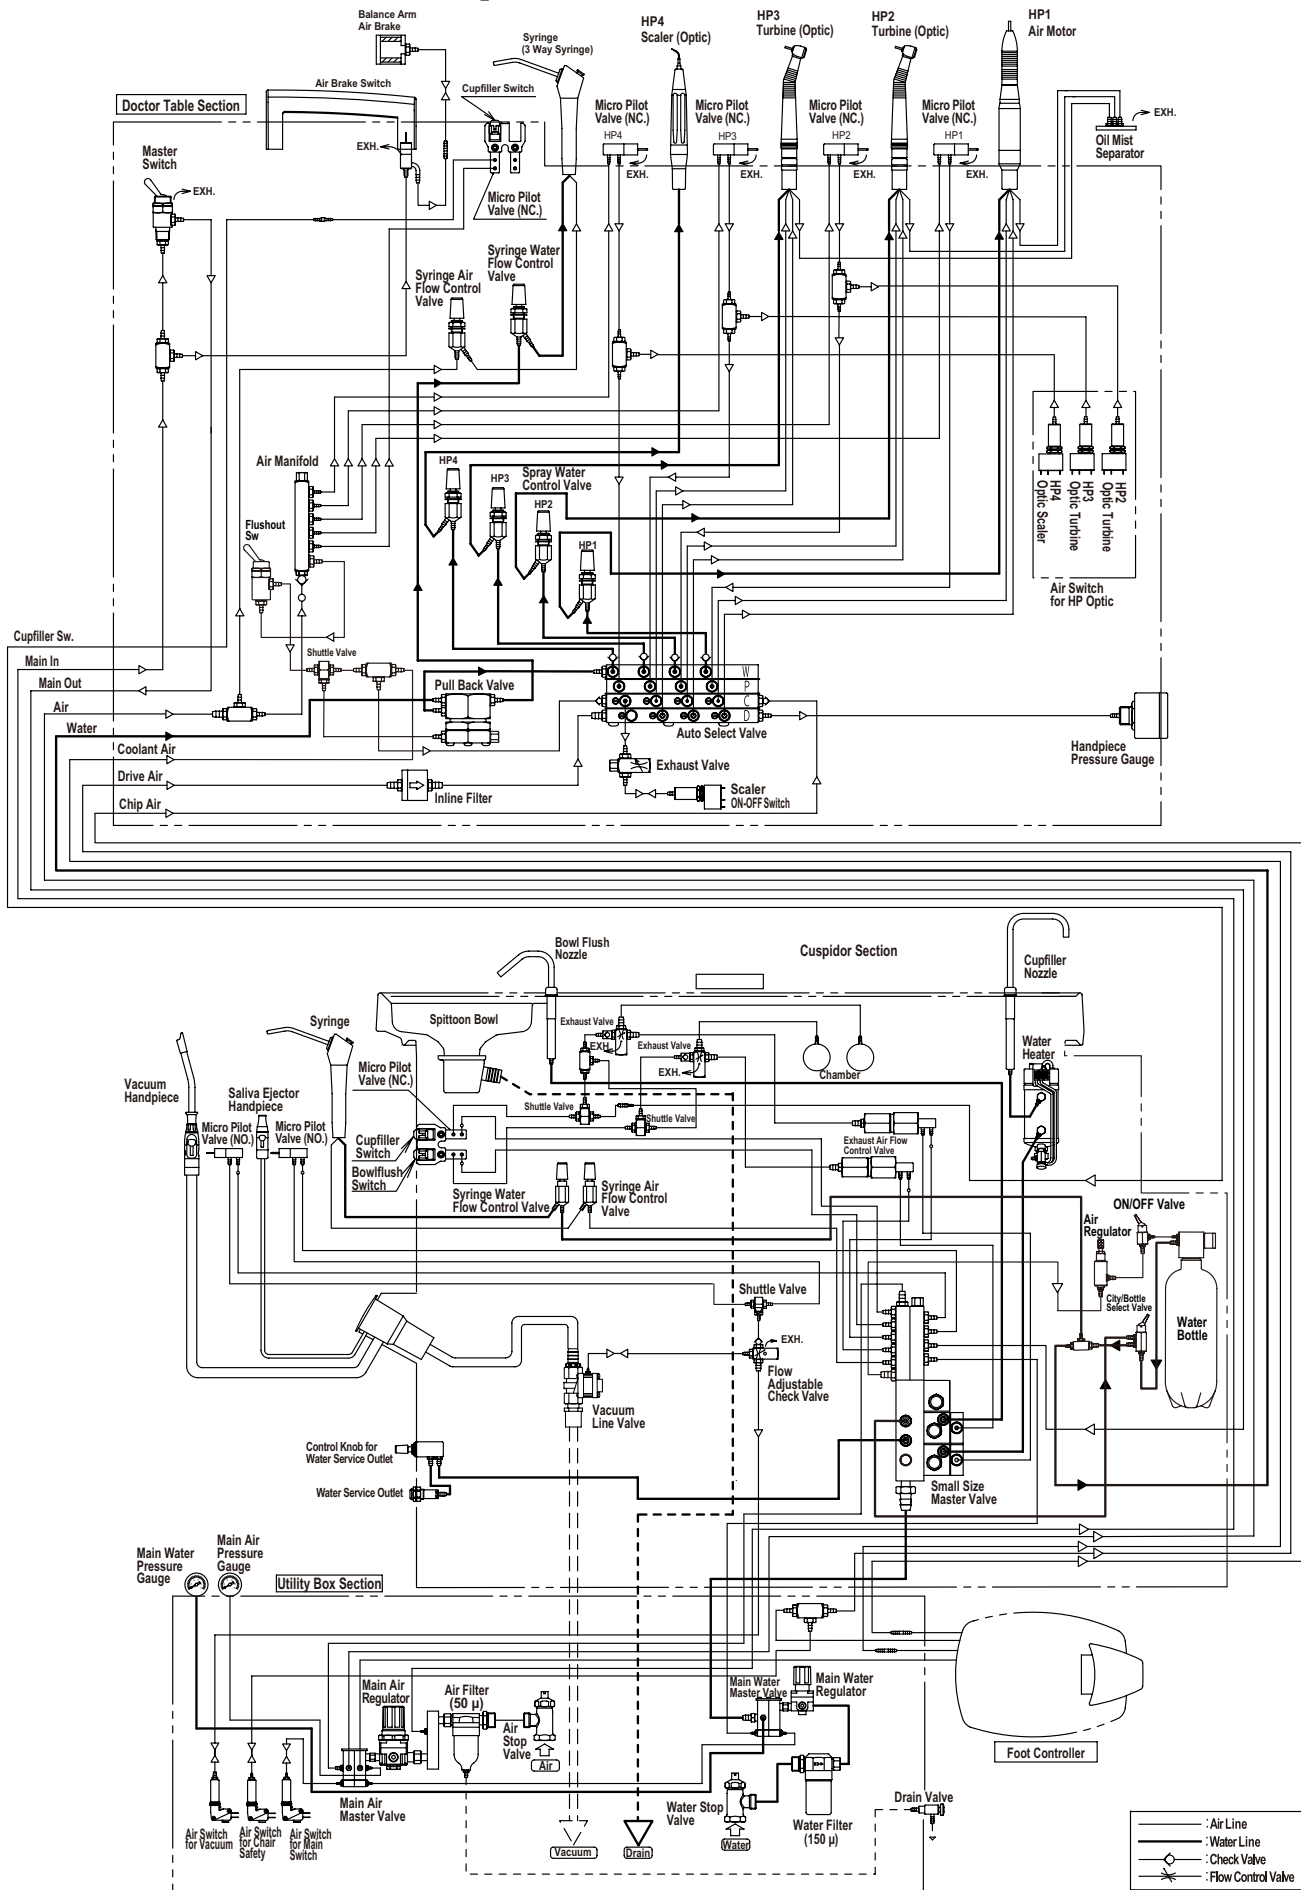 Balance Arm
Air Brake
Air Brake Switch
Doctor Table Section
EXH.
Cupfiller Switch
Syringe
(3 Way Syringe)
HP4
Scaler (Optic)
HP3
Turbine (Optic)
HP2
Turbine (Optic)
HP1
Air Motor
Micro Pilot
Valve (NC.)
HP4
EXH.
Micro Pilot
Valve (NC.)
HP3
EXH.
Micro Pilot
Valve (NC.)
HP2
EXH.
Micro Pilot
Valve (NC.)
HP1
EXH.
EXH.
Oil Mist
Separator
Master
Switch
EXH.
Micro Pilot
Valve (NC.)
Syringe Water
Flow Control
Valve
Syringe Air
Flow Control
Valve
Air Manifold
Flushout
Sw
HP4
HP3
HP2
HP1
Spray Water
Control Valve
HP4
Optic Scaler
HP3
Optic Turbine
HP2
Optic Turbine
Air Switch
for HP Optic
Cupfiller Sw.
Main In
Main Out
Air
Water
Coolant Air
Drive Air
Chip Air
Shuttle Valve
Pull Back Valve
Inline Filter
W
P
C
D
Auto Select Valve
Exhaust Valve
Scaler
ON-OFF Switch
Handpiece
Pressure Gauge
Cuspidor Section
Bowl Flush
Nozzle
Cupfiller
Nozzle
Spittoon Bowl
Syringe
Micro Pilot
Valve (NC.)
Exhaust Valve
EXH.
Exhaust Valve
EXH.
Chamber
Water
Heater
Vacuum
Handpiece
Saliva Ejector
Handpiece
Micro Pilot
Valve (NO.)
Micro Pilot
Valve (NO.)
Shuttle Valve
Shuttle Valve
Cupfiller
Switch
Bowlflush
Switch
Exhaust Air Flow
Control Valve
Syringe Water
Flow Control Valve
Syringe Air
Flow Control
Valve
ON/OFF Valve
Air
Regulator
City/Bottle
Select Valve
Water
Bottle
Shuttle Valve
EXH.
Flow
Adjustable
Check Valve
Vacuum
Line Valve
Control Knob for
Water Service Outlet
Water Service Outlet
Small Size
Master Valve
Main Water
Pressure
Gauge
Main Air
Pressure
Gauge
Utility Box Section
Main Air
Regulator
Air Filter
(50 μ)
Air
Stop
Valve
Air
Main Water
Master Valve
Main Water
Regulator
Foot Controller
Main Air
Master Valve
Air Switch
for Vacuum
Air Switch
for Chair
Safety
Air Switch
for Main
Switch
Vacuum
Drain
Water Stop
Valve
Water
Water Filter
(150 μ)
Drain Valve
: Air Line
: Water Line
: Check Valve
: Flow Control Valve